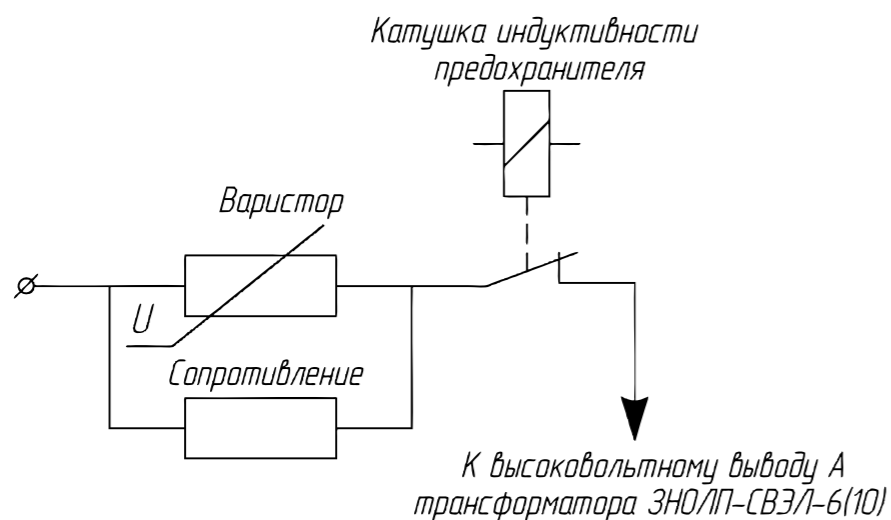 Катушка индуктивности
предохранителя
Варистор
U
Сопротивление
К высоковольтному выводу А
трансформатора ЗНОЛП-СВЭЛ-6(10)